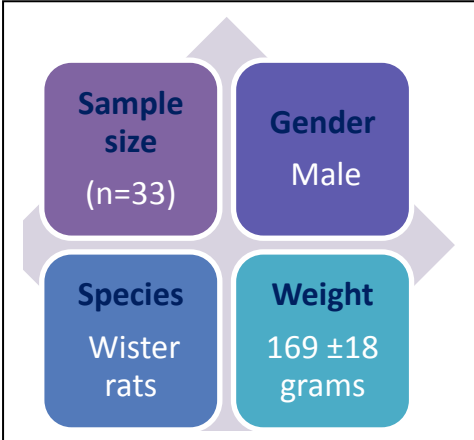 Sample
size
(n=33)
Gender
Male
Species
Wister
rats
Weight
169 ±18
grams